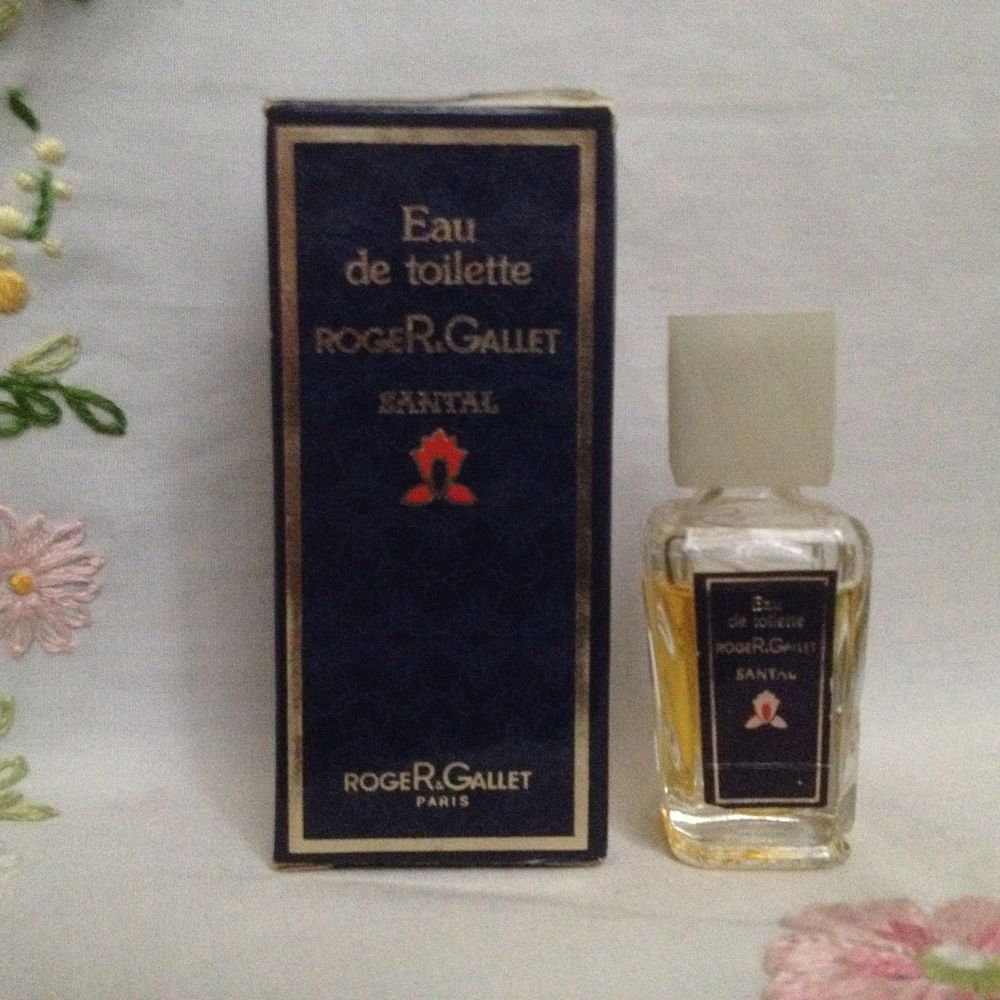 Eau
de toilette
ROGER&GALLET
SANTAL
ROGER&GALLET
PARIS
Eau
de toilette
ROGER&GALLET
SANTAL